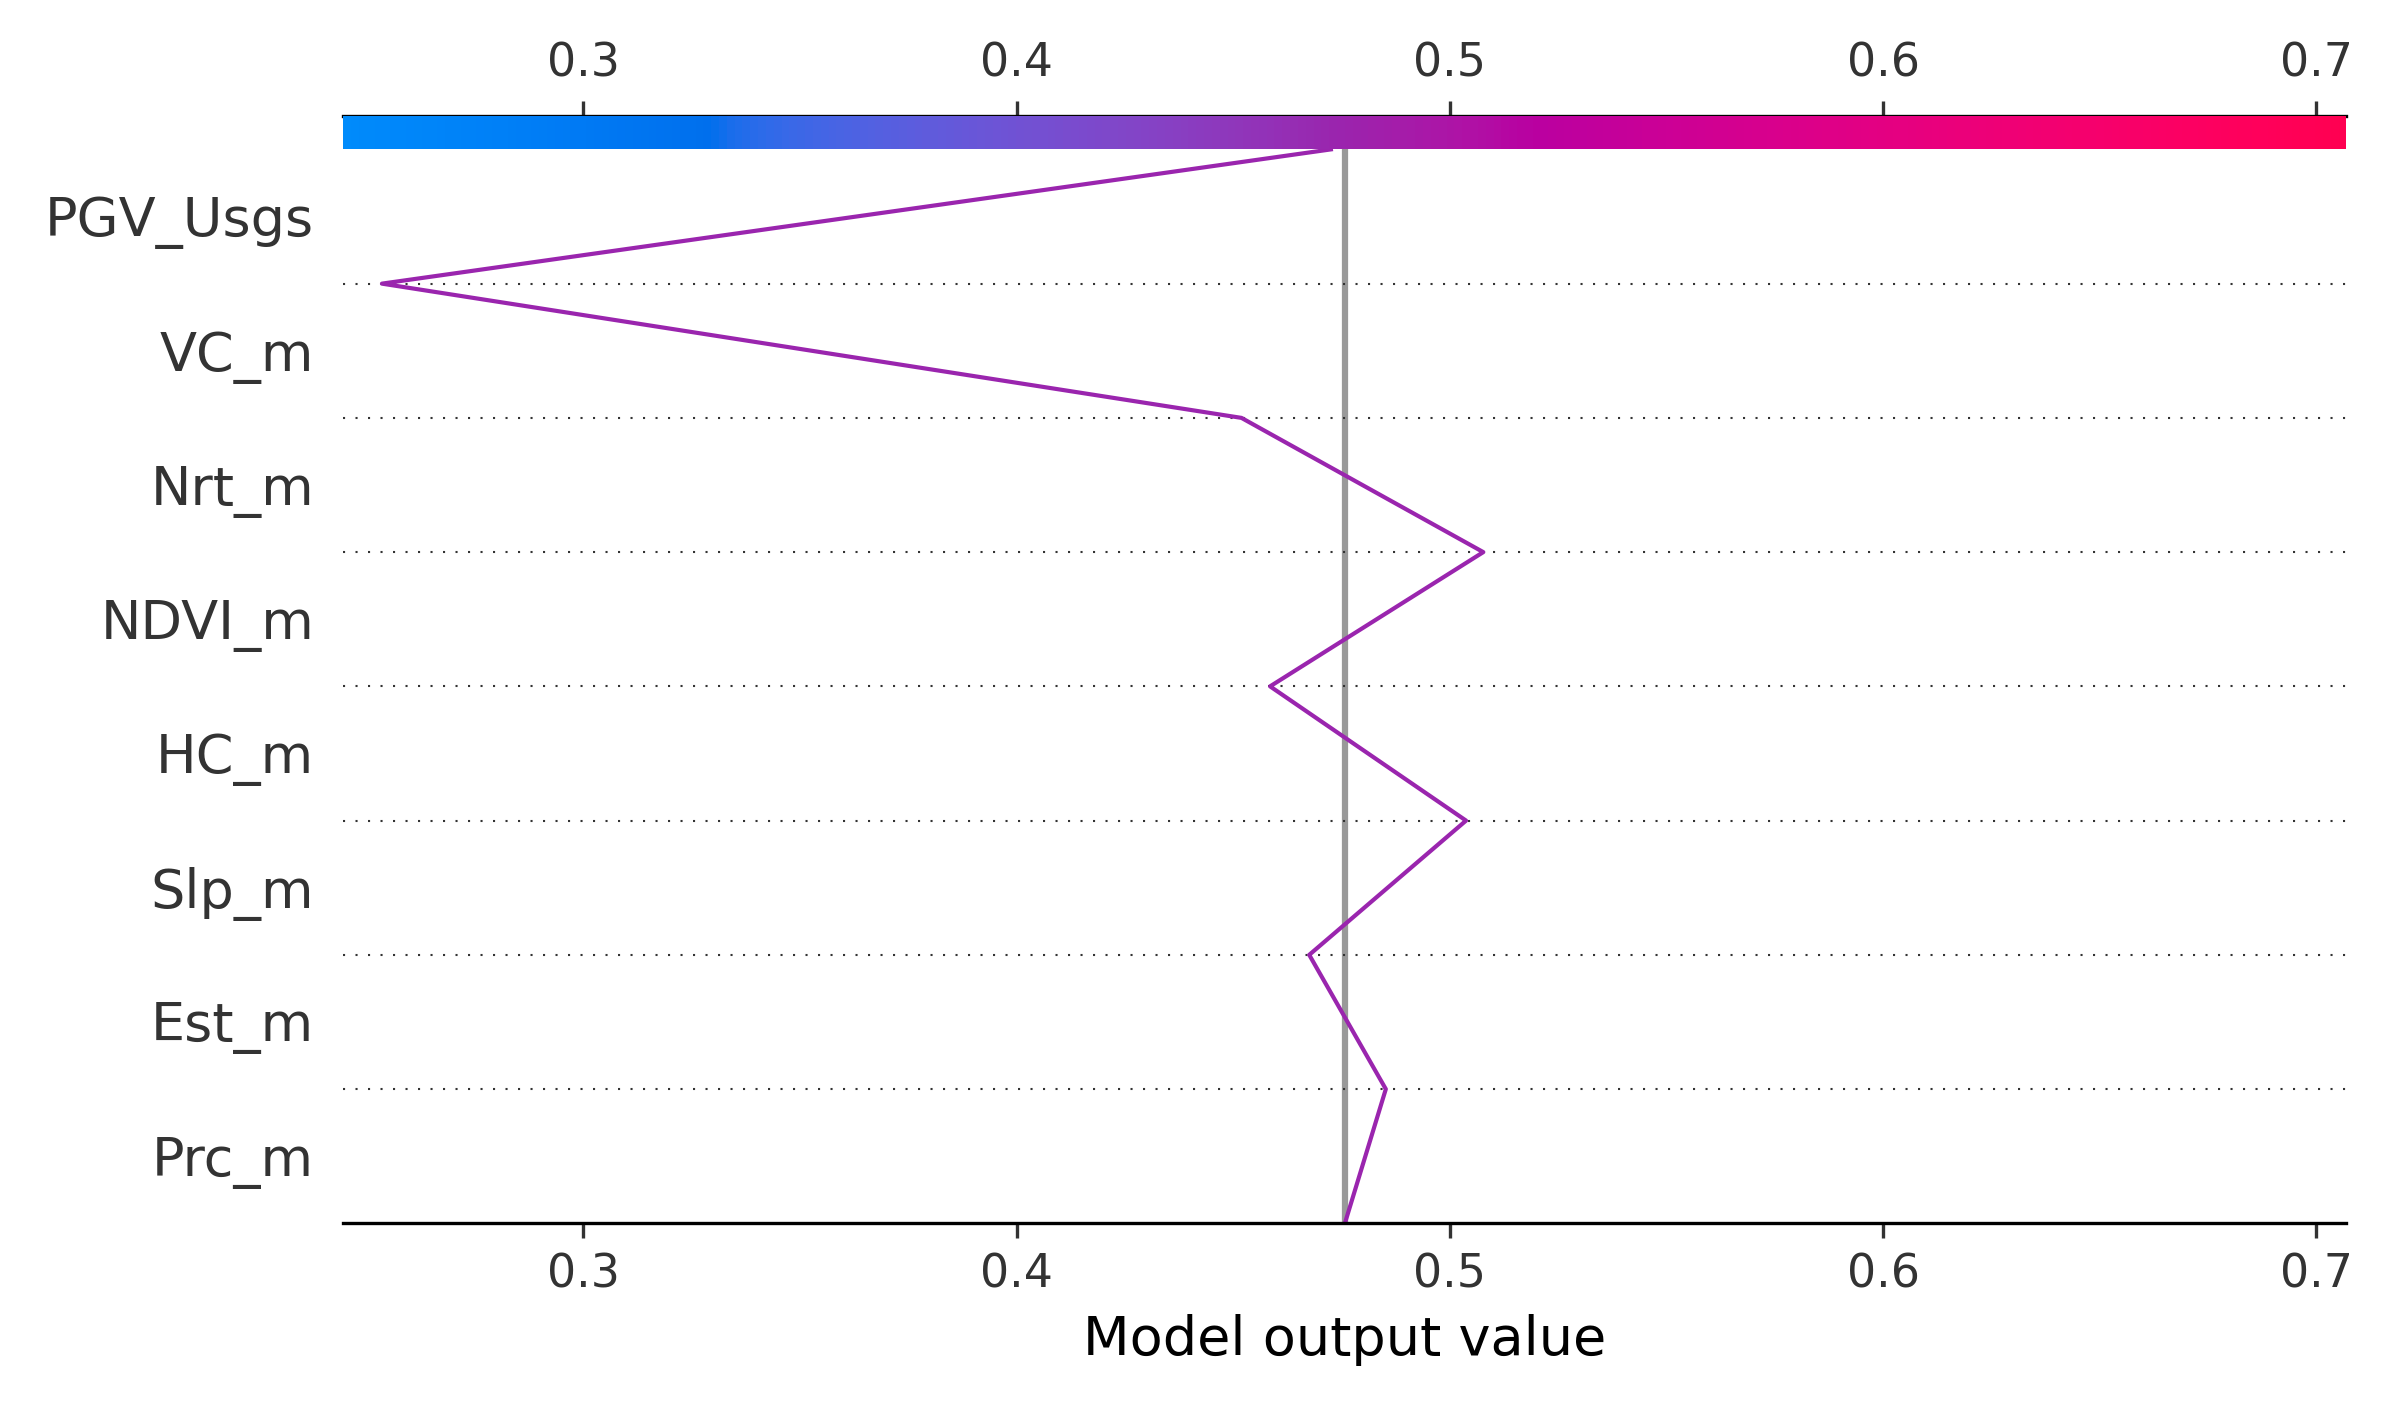 0.3 0.4 0.5 0.6 0.7
PGV_Usgs
VC_m
Nrt_m
NDVI_m
HC_m
Slp_m
Est_m
Prc_m
0.3 0.4 0.5 0.6 0.7
Model output value